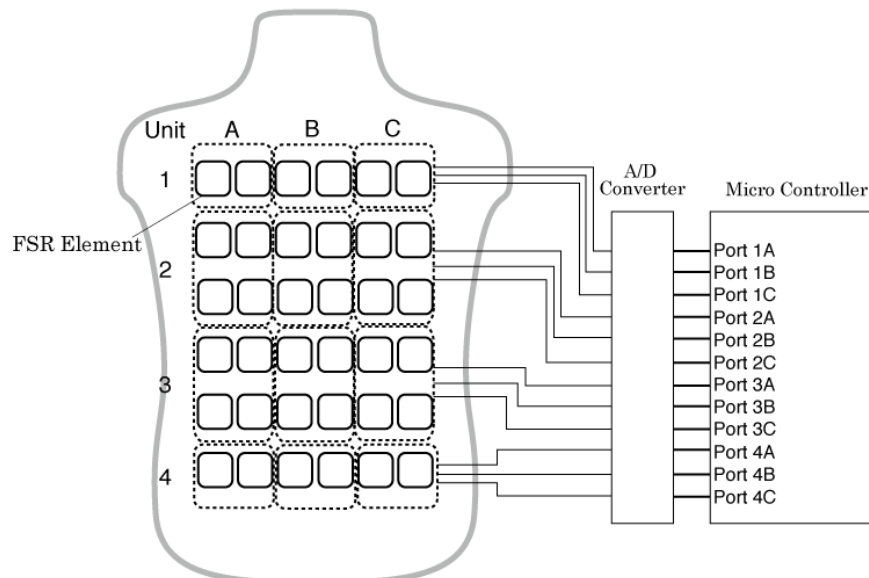 Unit A B C
1
FSR Element
2
3
4
A/D
Converter
Micro Controller
Port 1A
Port 1B
Port 1C
Port 2A
Port 2B
Port 2C
Port 3A
Port 3B
Port 3C
Port 4A
Port 4B
Port 4C